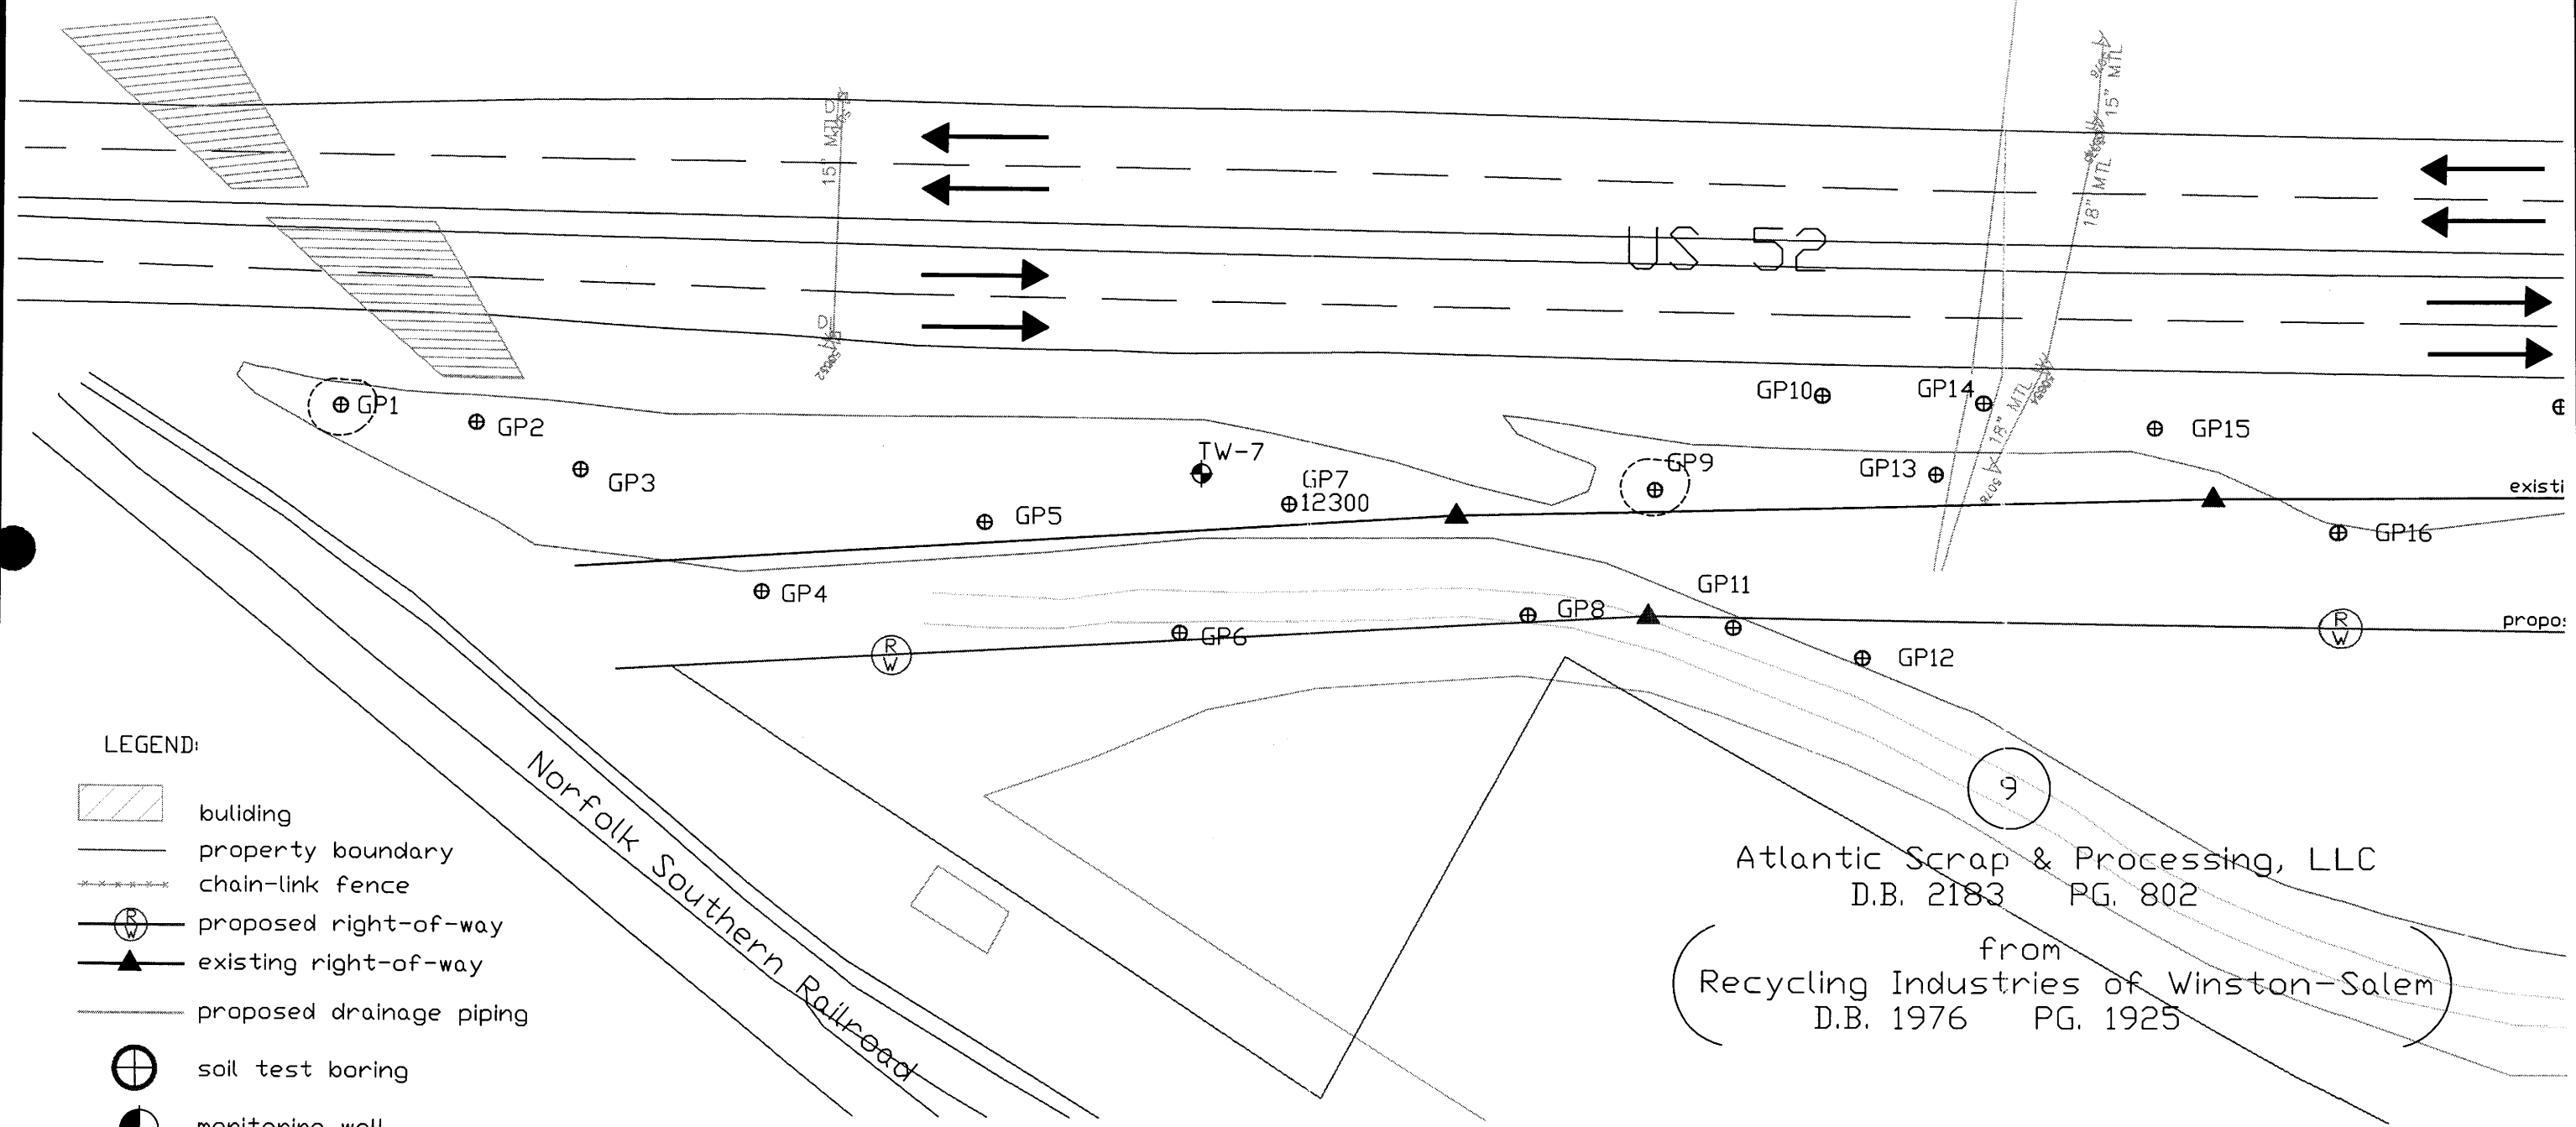 15" MTL
D
D
US 52
15" MTL
18" MTL
18" MTL
5078
GP1
GP2
GP3
GP4
GP5
GP6
TW-7
GP7
12300
GP8
GP9
GP10
GP11
GP12
GP13
GP14
GP15
GP16
existi
R
W
R
W
propo
LEGEND:
buliding
property boundary
chain-link fence
R
W
proposed right-of-way
existing right-of-way
proposed drainage piping
soil test boring
monitoring well
Norfolk Southern Railroad
9
Atlantic Scrap & Processing, LLC
D.B. 2183 PG. 802
from
Recycling Industries of Winston-Salem
D.B. 1976 PG. 1925